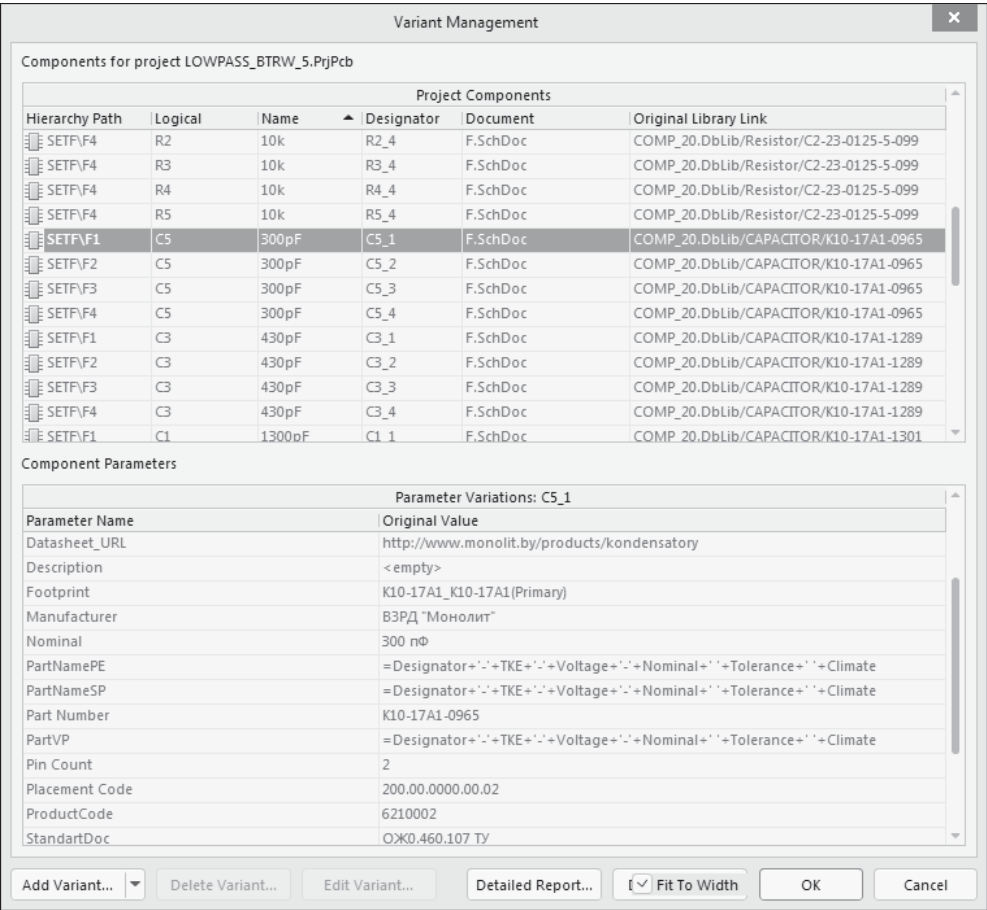 Variant Management
Components for project LOWPASS_BTRW_5.PrjPcb
Project Components
Hierarchy Path Logical Name Designator Document Original Library Link
SETF\F4 R2 10k R2_4 F.SchDoc COMP_20.DbLib/Resistor/C2-23-0125-5-099
SETF\F4 R3 10k R3_4 F.SchDoc COMP_20.DbLib/Resistor/C2-23-0125-5-099
SETF\F4 R4 10k R4_4 F.SchDoc COMP_20.DbLib/Resistor/C2-23-0125-5-099
SETF\F4 R5 10k R5_4 F.SchDoc COMP_20.DbLib/Resistor/C2-23-0125-5-099
SETF\F1 C5 300pF C5_1 F.SchDoc COMP_20.DbLib/CAPACITOR/K10-17A1-0965
SETF\F2 C5 300pF C5_2 F.SchDoc COMP_20.DbLib/CAPACITOR/K10-17A1-0965
SETF\F3 C5 300pF C5_3 F.SchDoc COMP_20.DbLib/CAPACITOR/K10-17A1-0965
SETF\F4 C5 300pF C5_4 F.SchDoc COMP_20.DbLib/CAPACITOR/K10-17A1-0965
SETF\F1 C3 430pF C3_1 F.SchDoc COMP_20.DbLib/CAPACITOR/K10-17A1-1289
SETF\F2 C3 430pF C3_2 F.SchDoc COMP_20.DbLib/CAPACITOR/K10-17A1-1289
SETF\F3 C3 430pF C3_3 F.SchDoc COMP_20.DbLib/CAPACITOR/K10-17A1-1289
SETF\F4 C3 430pF C3_4 F.SchDoc COMP_20.DbLib/CAPACITOR/K10-17A1-1289
SETF\F1 C1 1300pF C1_1 F.SchDoc COMP_20.DbLib/CAPACITOR/K10-17A1-1301
Component Parameters
Parameter Variations: C5_1
Parameter Name Original Value
Datasheet_URL http://www.monolit.by/products/kondensatory
Description <empty>
Footprint K10-17A1_K10-17A1(Primary)
Manufacturer ВЗРД "Монолит"
Nominal 300 пФ
PartNamePE =Designator+'-'+TKE+'-'+Voltage+'-'+Nominal+' '+Tolerance+' '+Climate
PartNameSP =Designator+'-'+TKE+'-'+Voltage+'-'+Nominal+' '+Tolerance+' '+Climate
Part Number K10-17A1-0965
PartVP =Designator+'-'+TKE+'-'+Voltage+'-'+Nominal+' '+Tolerance+' '+Climate
Pin Count 2
Placement Code 200.00.0000.00.02
ProductCode 6210002
StandartDoc ОЖ0.460.107 ТУ
Add Variant... Delete Variant... Edit Variant... Detailed Report... Fit To Width OK Cancel